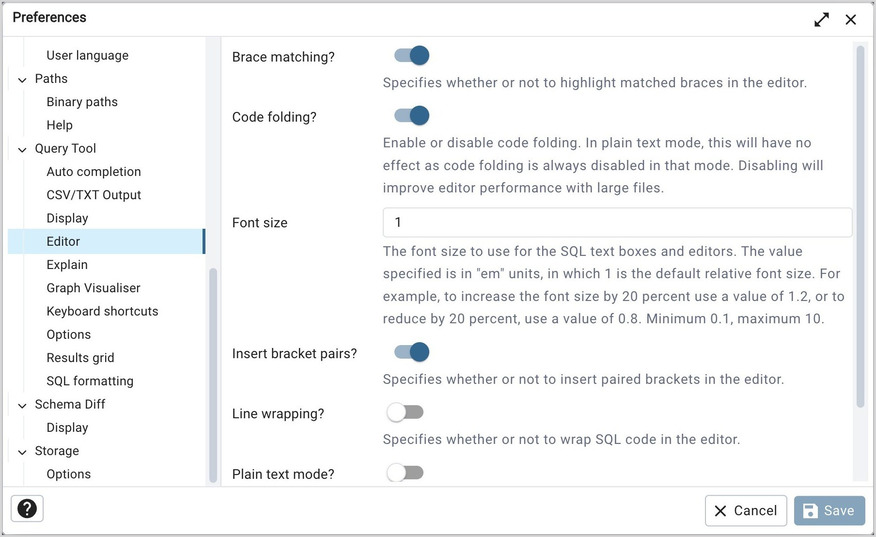 Preferences
User language
Paths
Binary paths
Help
Query Tool
Auto completion
CSV/TXT Output
Display
Editor
Explain
Graph Visualiser
Keyboard shortcuts
Options
Results grid
SQL formatting
Schema Diff
Display
Storage
Options
Brace matching?
Specifies whether or not to highlight matched braces in the editor.
Code folding?
Enable or disable code folding. In plain text mode, this will have no
effect as code folding is always disabled in that mode. Disabling will
improve editor performance with large files.
Font size
1
The font size to use for the SQL text boxes and editors. The value
specified is in "em" units, in which 1 is the default relative font size. For
example, to increase the font size by 20 percent use a value of 1.2, or to
reduce by 20 percent, use a value of 0.8. Minimum 0.1, maximum 10.
Insert bracket pairs?
Specifies whether or not to insert paired brackets in the editor.
Line wrapping?
Specifies whether or not to wrap SQL code in the editor.
Plain text mode?
?
Cancel
Save